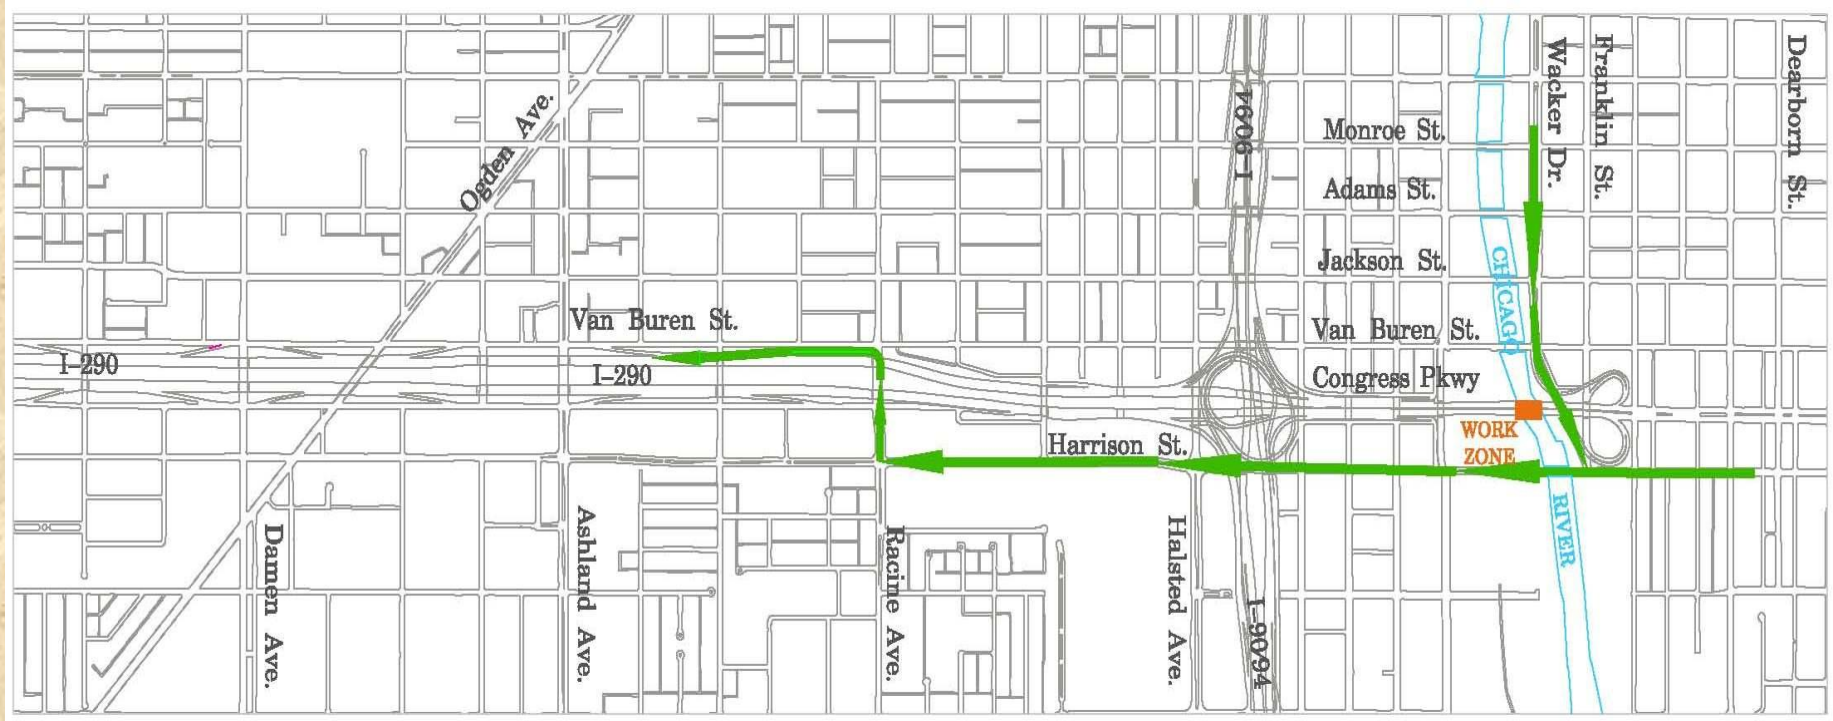 Ogden Ave.
I-9094
Monroe St.
Adams St.
Jackson St.
Van Buren St.
Congress Pkwy
Wacker Dr.
Franklin St.
Dearborn St.
CHICAGO
Van Buren St.
I-290
I-290
Harrison St.
WORK
ZONE
RIVER
Damen Ave.
Ashland Ave.
Racine Ave.
Halsted Ave.
I-90/94